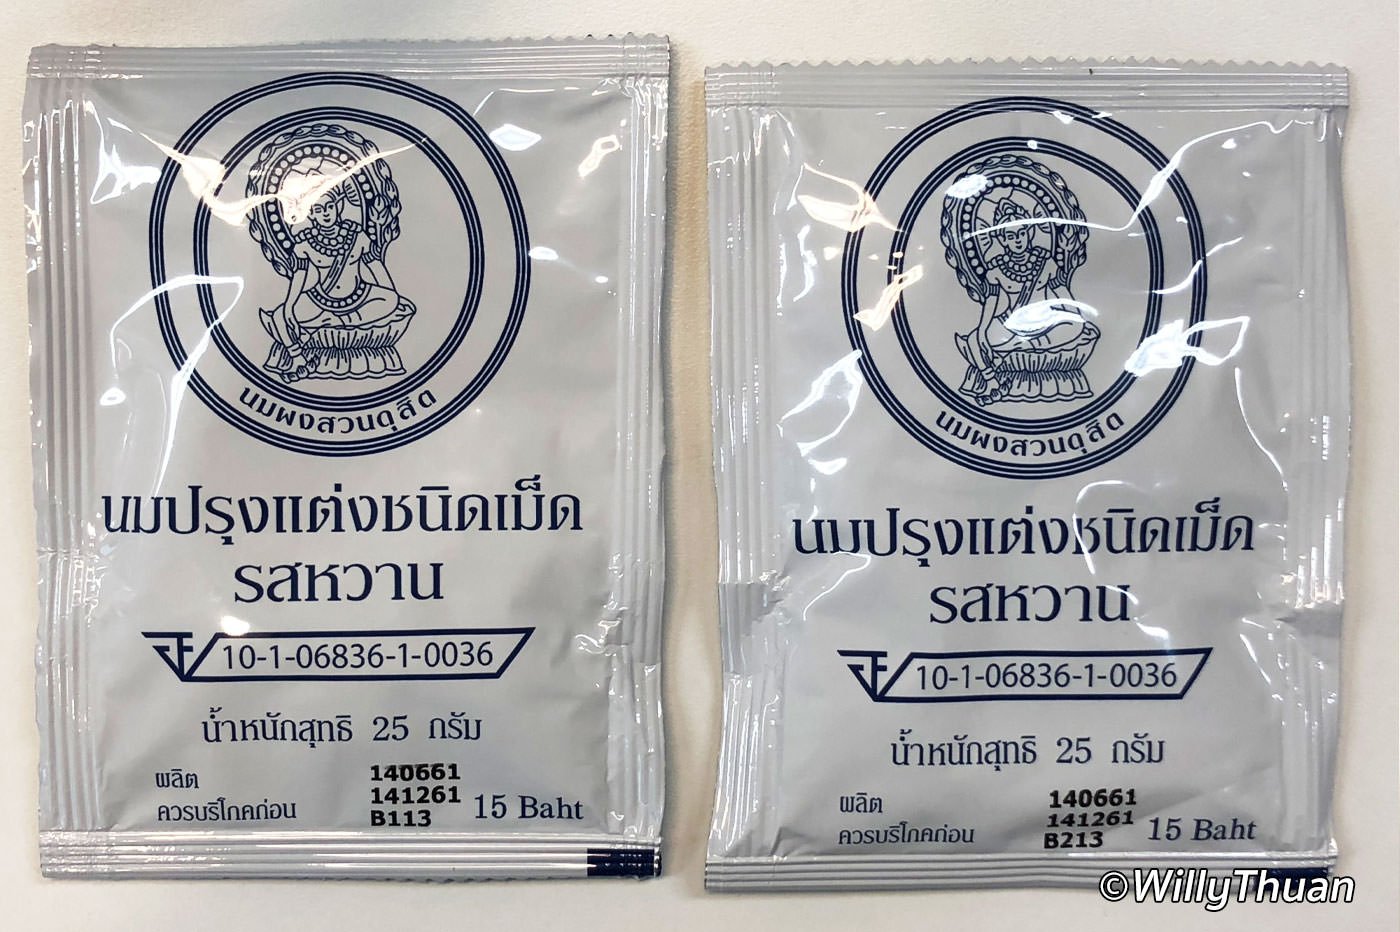 นมผงสวนดุสิต
นมปรุงแต่งชนิดเม็ด
รสหวาน
10-1-06836-1-0036
น้ำหนักสุทธิ 25 กรัม
ผลิต 140661
ควรบริโภคก่อน 141261
B113 15 Baht
นมผงสวนดุสิต
นมปรุงแต่งชนิดเม็ด
รสหวาน
10-1-06836-1-0036
น้ำหนักสุทธิ 25 กรัม
ผลิต 140661
ควรบริโภคก่อน 141261
B213 15 Baht
©WillyThuan